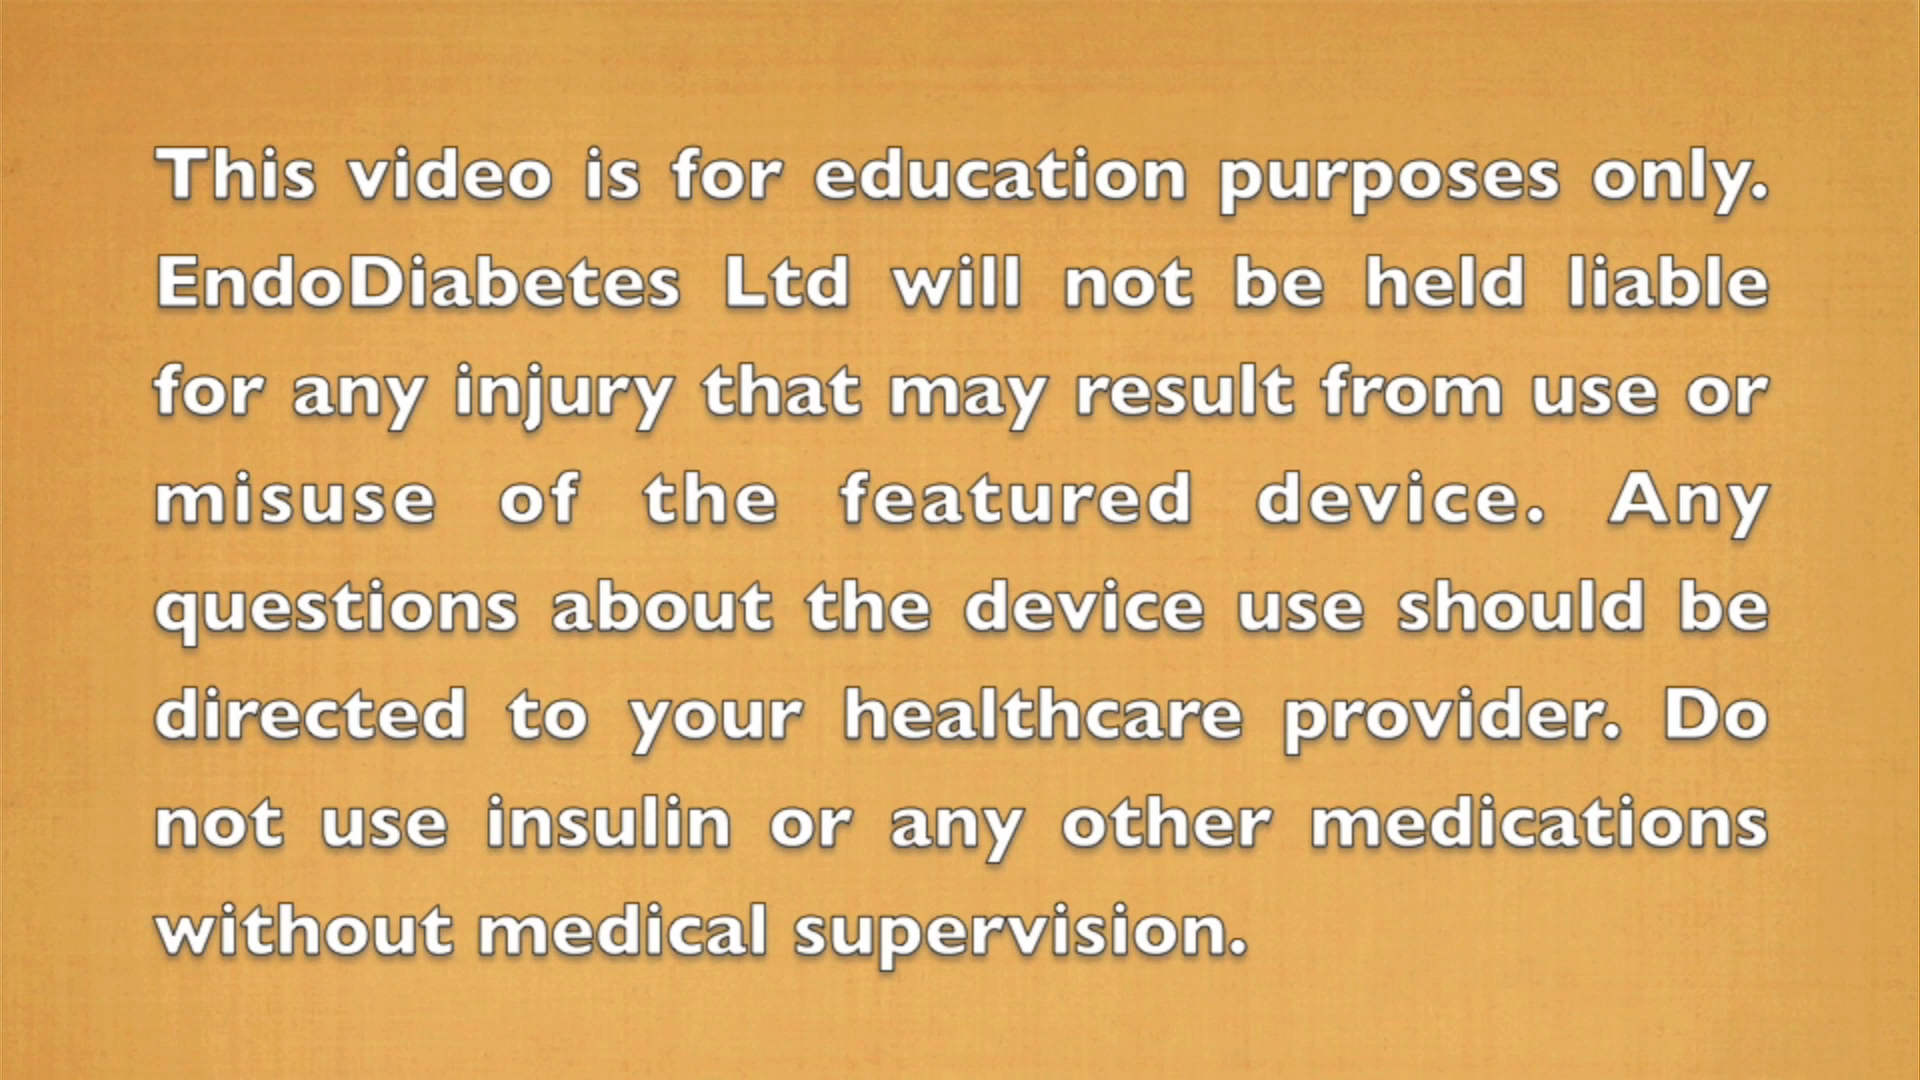 This video is for education purposes only.
EndoDiabetes Ltd will not be held liable
for any injury that may result from use or
misuse of the featured device. Any
questions about the device use should be
directed to your healthcare provider. Do
not use insulin or any other medications
without medical supervision.